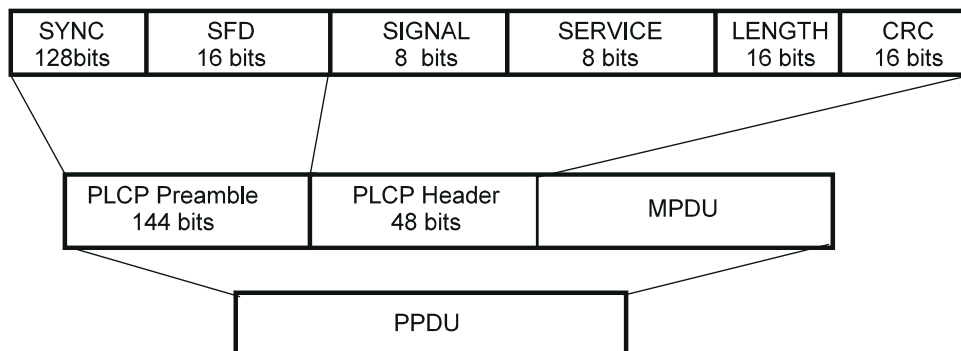 SYNC SFD SIGNAL SERVICE LENGTH CRC
128bits 16 bits 8 bits 8 bits 16 bits 16 bits
PLCP Preamble PLCP Header MPDU
144 bits 48 bits
PPDU